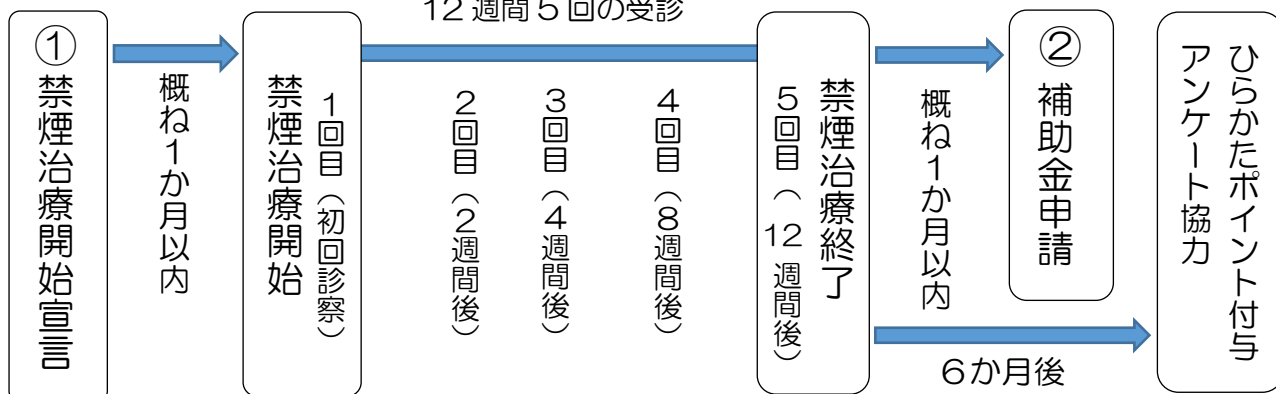 12週間5回の受診
①
禁煙治療開始宣言
概ね1か月以内
禁煙治療開始
1回目（初回診察）
2回目（2週間後）
3回目（4週間後）
4回目（8週間後）
禁煙治療終了
5回目（12週間後）
概ね1か月以内
②
補助金申請
6か月後
ひらかたポイント付与
アンケート協力